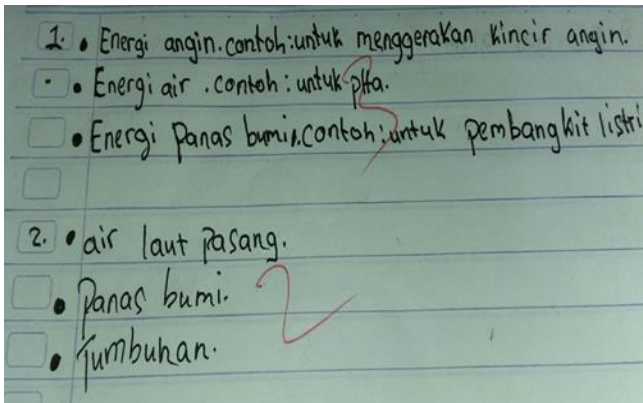 1. • Energi angin. contoh: untuk menggerakan kincir angin.
• Energi air. contoh: untuk plta.
• Energi panas bumi. contoh: untuk pembangkit listri
2. • air laut pasang.
• Panas bumi.
• Tumbuhan.